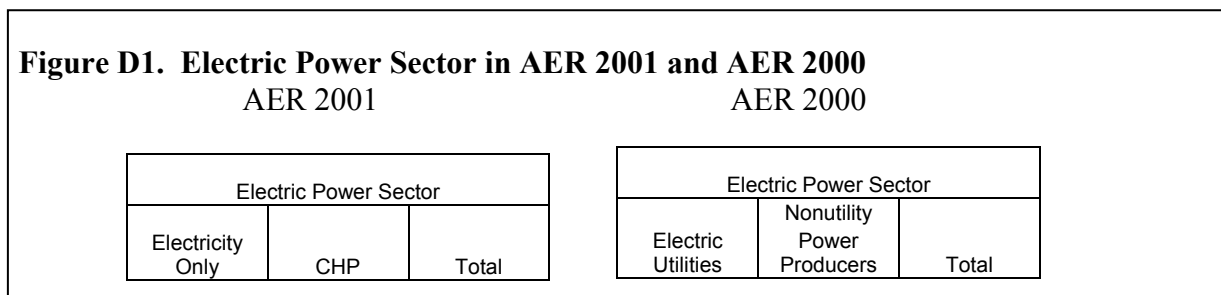 Figure D1. Electric Power Sector in AER 2001 and AER 2000
AER 2001
AER 2000
Electric Power Sector
Electricity
Only
CHP
Total
Electric Power Sector
Electric
Utilities
Nonutility
Power
Producers
Total